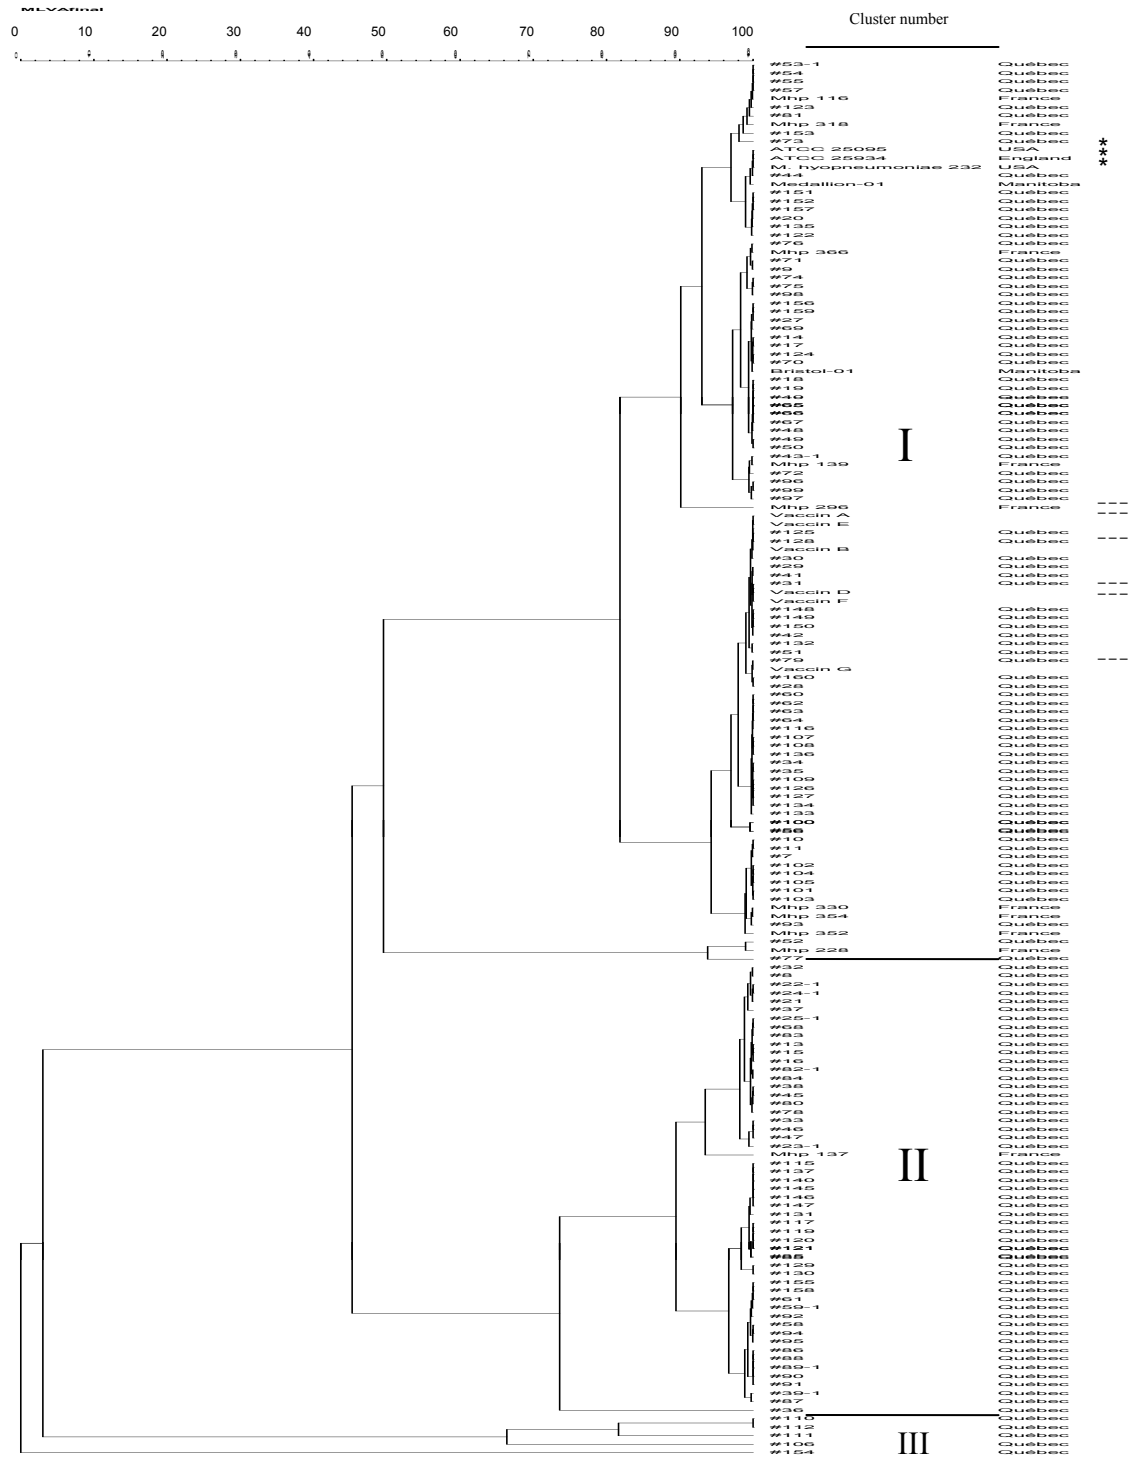 MLVAfinal
Cluster number
0 10 20 30 40 50 60 70 80 90 100
#53-1 Québec
#54 Québec
#55 Québec
#57 Québec
Mhp 116 France
#123 Québec
#81 Québec
Mhp 318 France
#153 Québec
#73 Québec *
ATCC 25095 USA *
ATCC 25934 England *
M. hyopneumoniae 232 USA *
#44 Québec
Medallion-01 Manitoba
#151 Québec
#152 Québec
#157 Québec
#20 Québec
#135 Québec
#122 Québec
#76 Québec
Mhp 366 France
#71 Québec
#9 Québec
#74 Québec
#75 Québec
#98 Québec
#156 Québec
#159 Québec
#27 Québec
#69 Québec
#14 Québec
#17 Québec
#124 Québec
#70 Québec
Bristol-01 Manitoba
#18 Québec
#19 Québec
#40 Québec
#65 Québec
#66 Québec
#67 Québec
#48 Québec
I
#49 Québec
#50 Québec
#43-1 Québec
Mhp 139 France
#72 Québec
#96 Québec
#99 Québec
#97 Québec
Mhp 296 France ---
Vaccin A ---
Vaccin E
#125 Québec
#128 Québec ---
Vaccin B
#30 Québec
#29 Québec
#41 Québec
#31 Québec ---
Vaccin D ---
Vaccin F
#148 Québec
#149 Québec
#150 Québec
#42 Québec
#132 Québec
#51 Québec
#79 Québec ---
Vaccin G
#160 Québec
#28 Québec
#60 Québec
#62 Québec
#63 Québec
#64 Québec
#116 Québec
#107 Québec
#108 Québec
#136 Québec
#34 Québec
#35 Québec
#109 Québec
#126 Québec
#127 Québec
#134 Québec
#133 Québec
#100 Québec
#56 Québec
#10 Québec
#11 Québec
#7 Québec
#102 Québec
#104 Québec
#105 Québec
#101 Québec
#103 Québec
Mhp 330 France
Mhp 354 France
#93 Québec
Mhp 352 France
#52 Québec
Mhp 228 France
#77 Québec
#32 Québec
#8 Québec
#22-1 Québec
#24-1 Québec
#21 Québec
#37 Québec
#25-1 Québec
#68 Québec
#83 Québec
#13 Québec
#15 Québec
#16 Québec
#82-1 Québec
#84 Québec
#38 Québec
#45 Québec
#80 Québec
#78 Québec
#33 Québec
#46 Québec
#47 Québec
#23-1 Québec
Mhp 137 France
#115 Québec
II
#137 Québec
#140 Québec
#145 Québec
#146 Québec
#147 Québec
#131 Québec
#117 Québec
#119 Québec
#120 Québec
#121 Québec
#85 Québec
#129 Québec
#130 Québec
#155 Québec
#158 Québec
#61 Québec
#59-1 Québec
#92 Québec
#58 Québec
#94 Québec
#95 Québec
#86 Québec
#88 Québec
#89-1 Québec
#90 Québec
#91 Québec
#39-1 Québec
#87 Québec
#36 Québec
#110 Québec
#112 Québec
#111 Québec
III
#106 Québec
#154 Québec